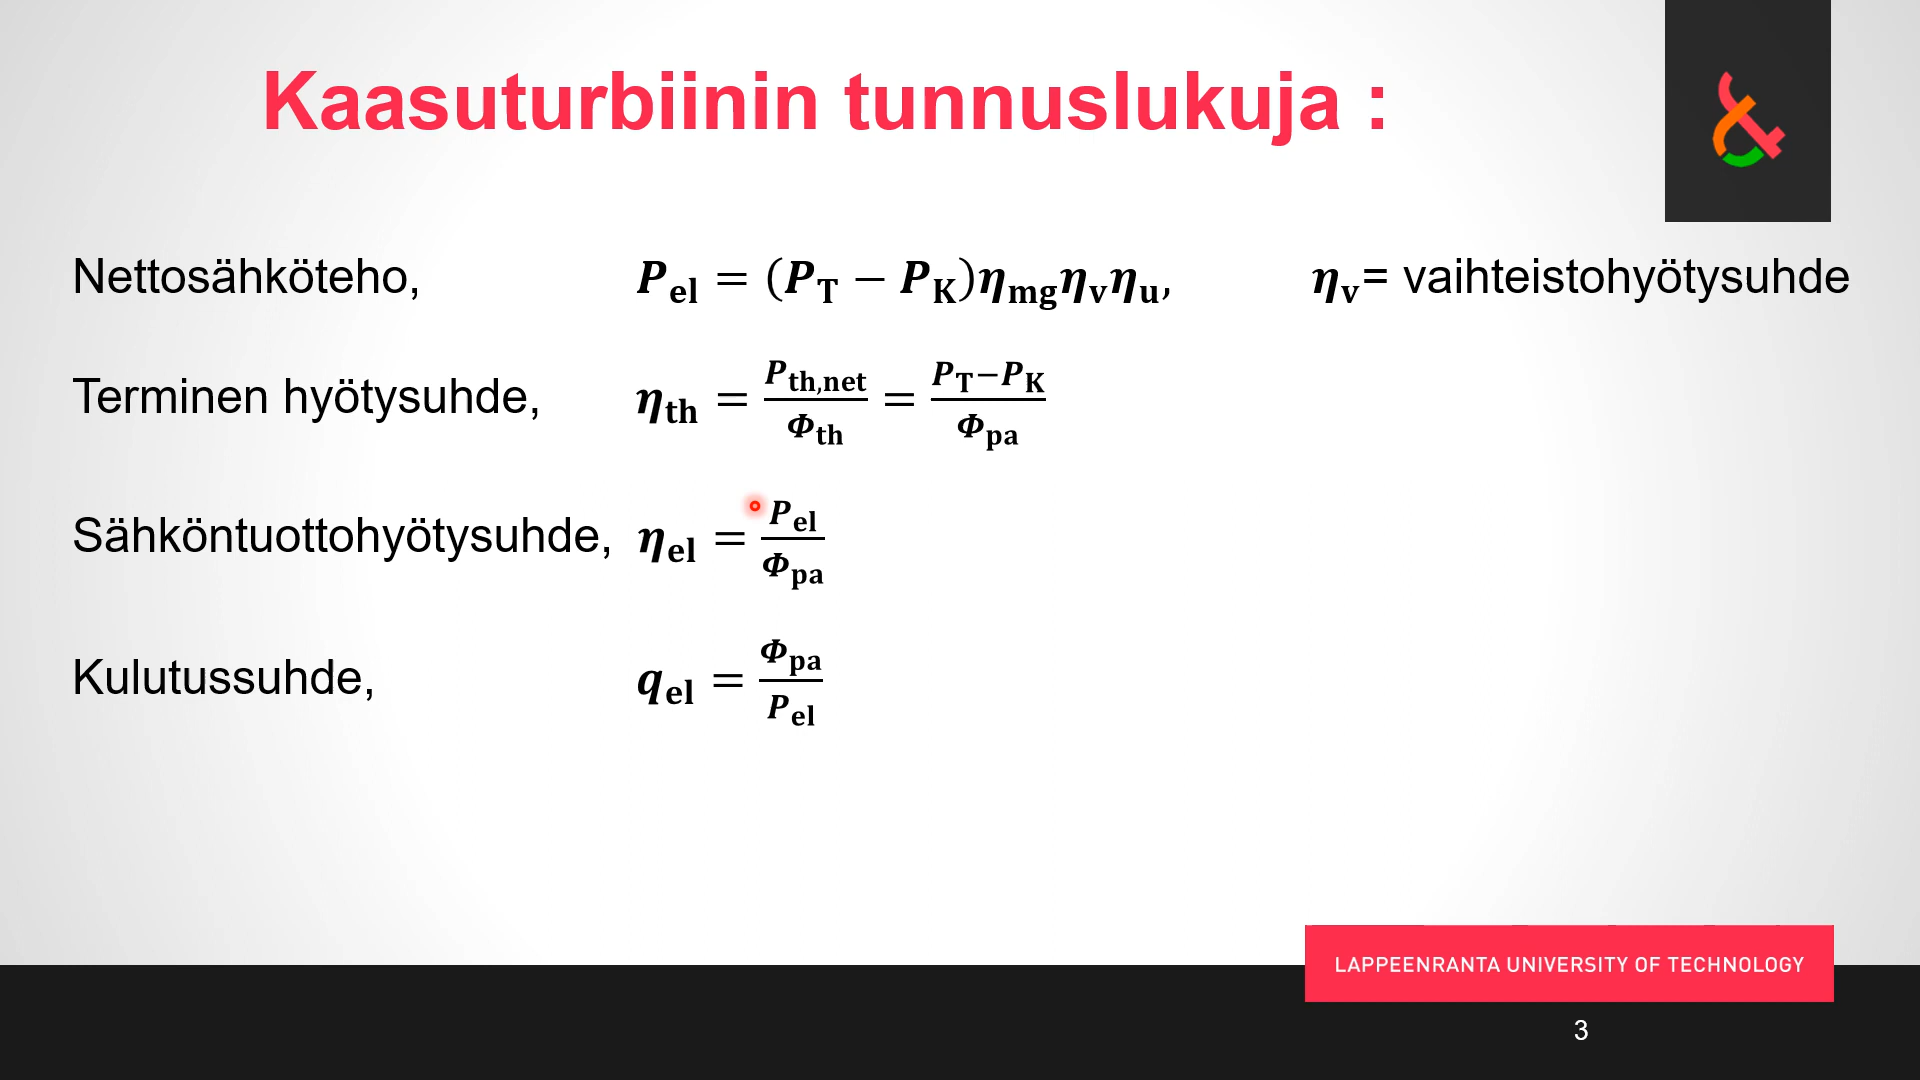 Kaasuturbiinin tunnuslukuja :
Nettosähköteho, P_el = (P_T − P_K)η_mg η_v η_u, η_v= vaihteistohyötysuhde
Terminen hyötysuhde, η_th = P_th,net / Φ_th = P_T−P_K / Φ_pa
Sähköntuottohyötysuhde, η_el = P_el / Φ_pa
Kulutussuhde, q_el = Φ_pa / P_el
LAPPEENRANTA UNIVERSITY OF TECHNOLOGY
3